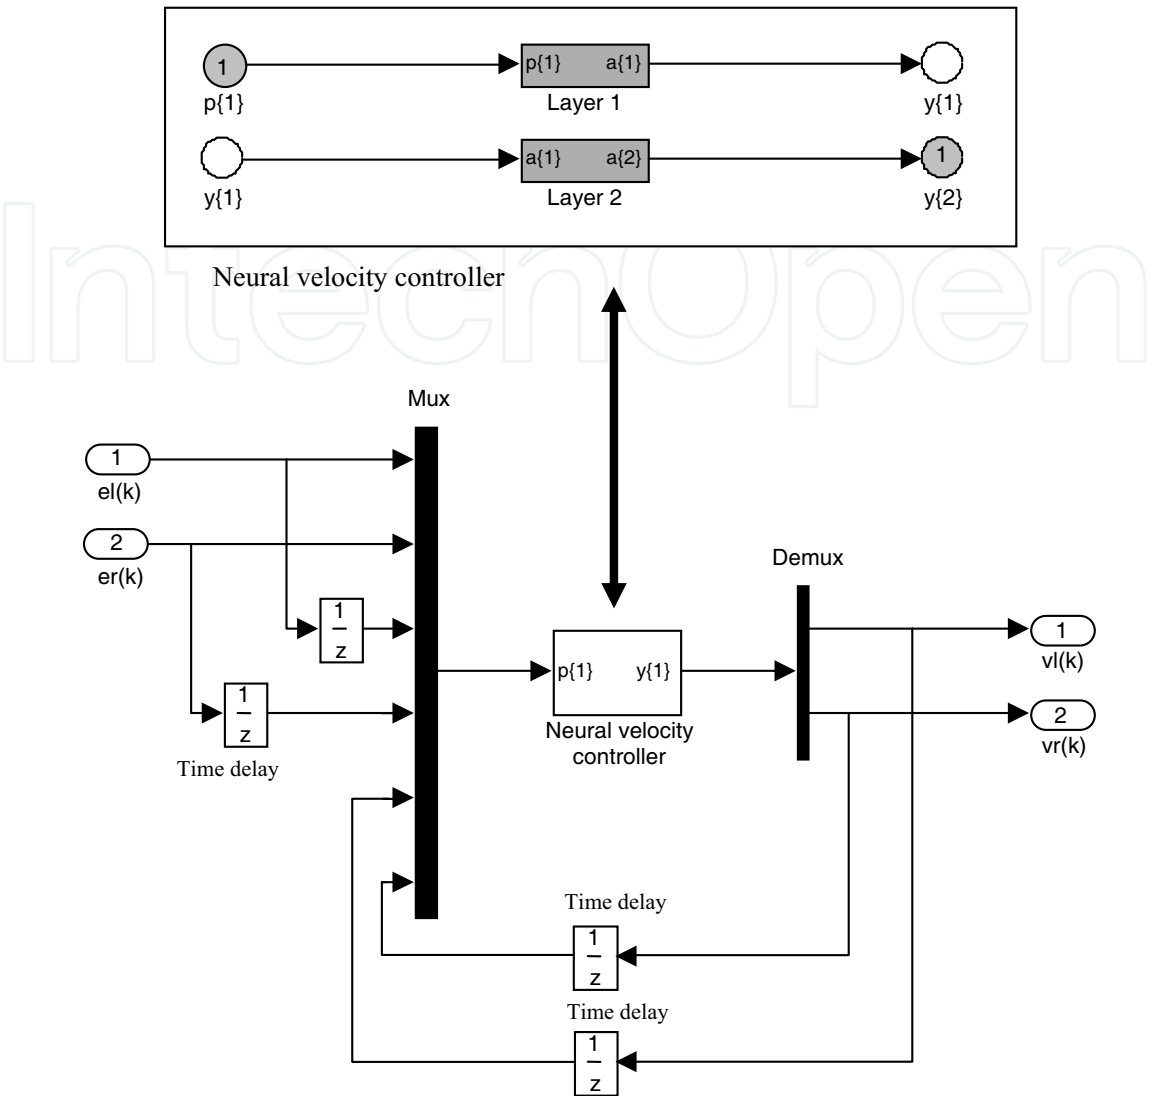 1 p{1} a{1}
p{1} Layer 1 y{1}
a{1} a{2} 1
y{1} Layer 2 y{2}
IntechOpen
Neural velocity controller
Mux
1
el(k)
2
er(k)
Demux
1
z
1
vl(k)
p{1} y{1}
1
z
2
vr(k)
Neural velocity
controller
Time delay
Time delay
1
z
Time delay
1
z